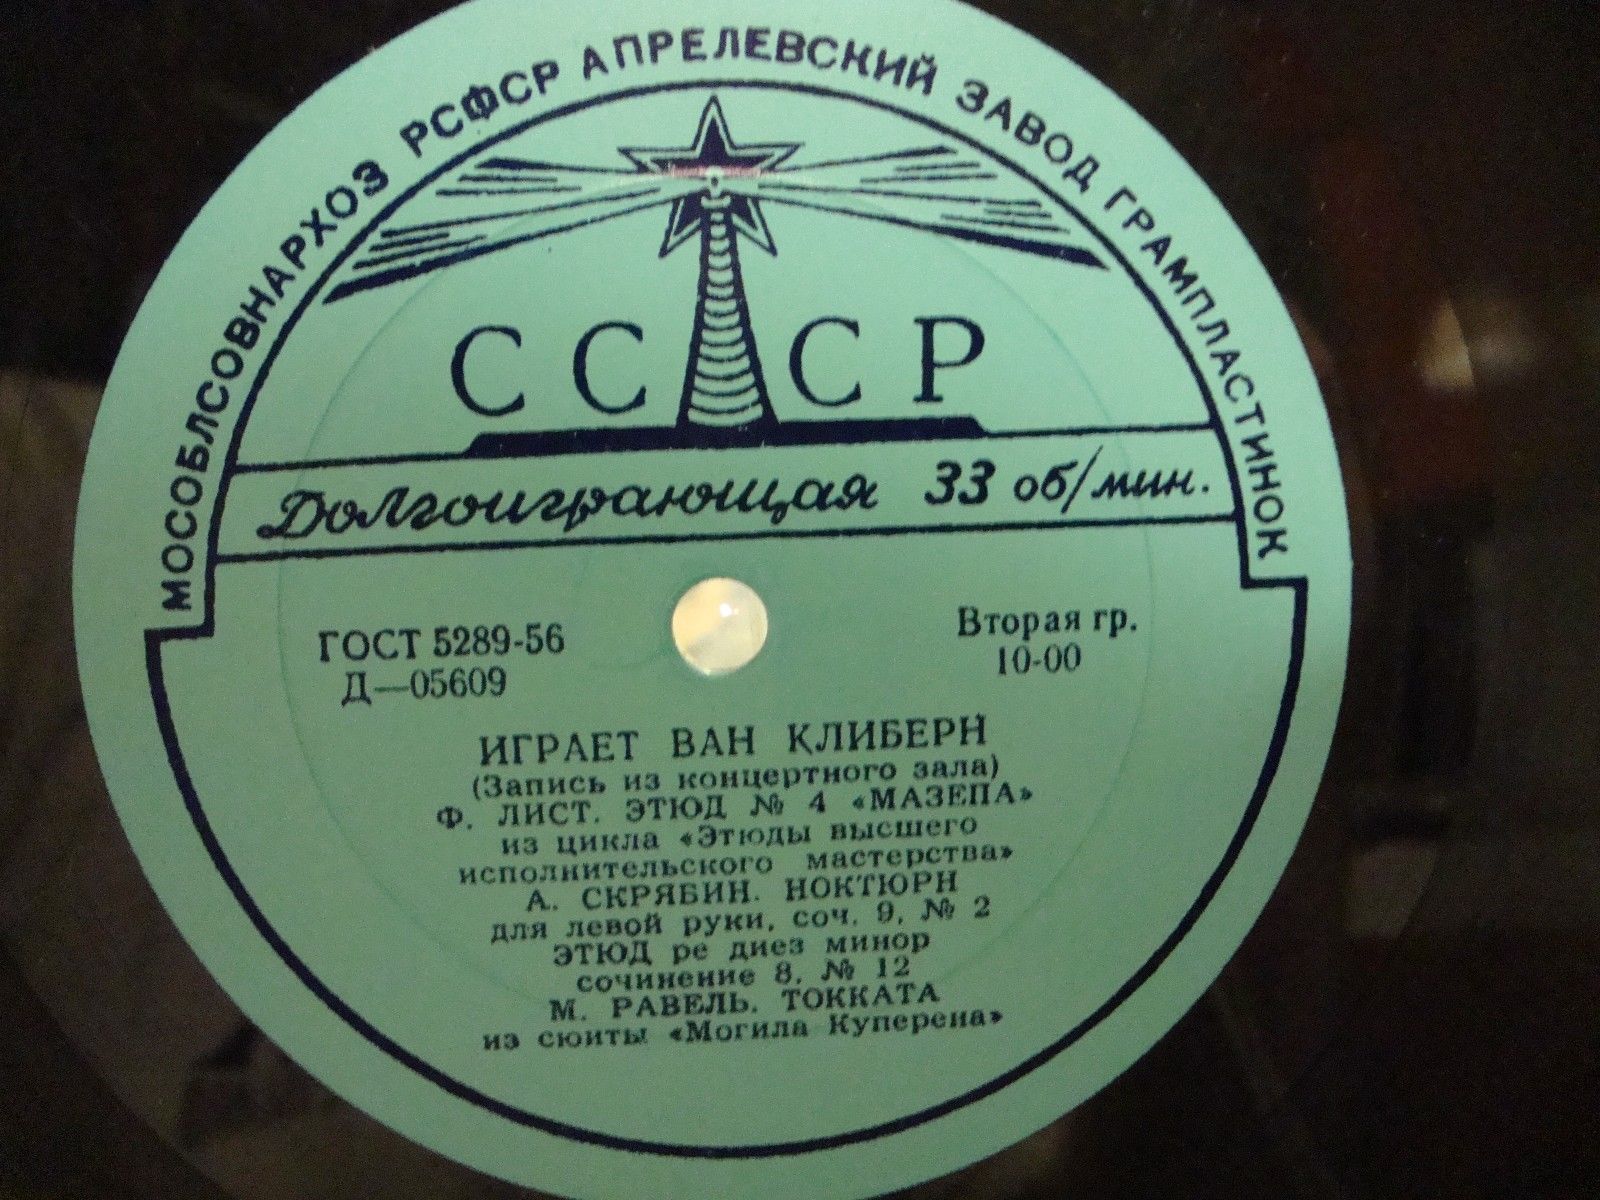 МОСОБЛСОВНАРХОЗ РСФСР АПРЕЛЕВСКИЙ ЗАВОД ГРАМПЛАСТИНОК
СССР
Долгоиграющая 33 об/мин.
ГОСТ 5289-56
Д—05609
Вторая гр.
10-00
ИГРАЕТ ВАН КЛИБЕРН
(Запись из концертного зала)
Ф. ЛИСТ. ЭТЮД № 4 «МАЗЕПА»
из цикла «Этюды высшего
исполнительского мастерства»
А. СКРЯБИН. НОКТЮРН
для левой руки, соч. 9, № 2
ЭТЮД ре диез минор
сочинение 8, № 12
М. РАВЕЛЬ. ТОККАТА
из сюиты «Могила Куперена»